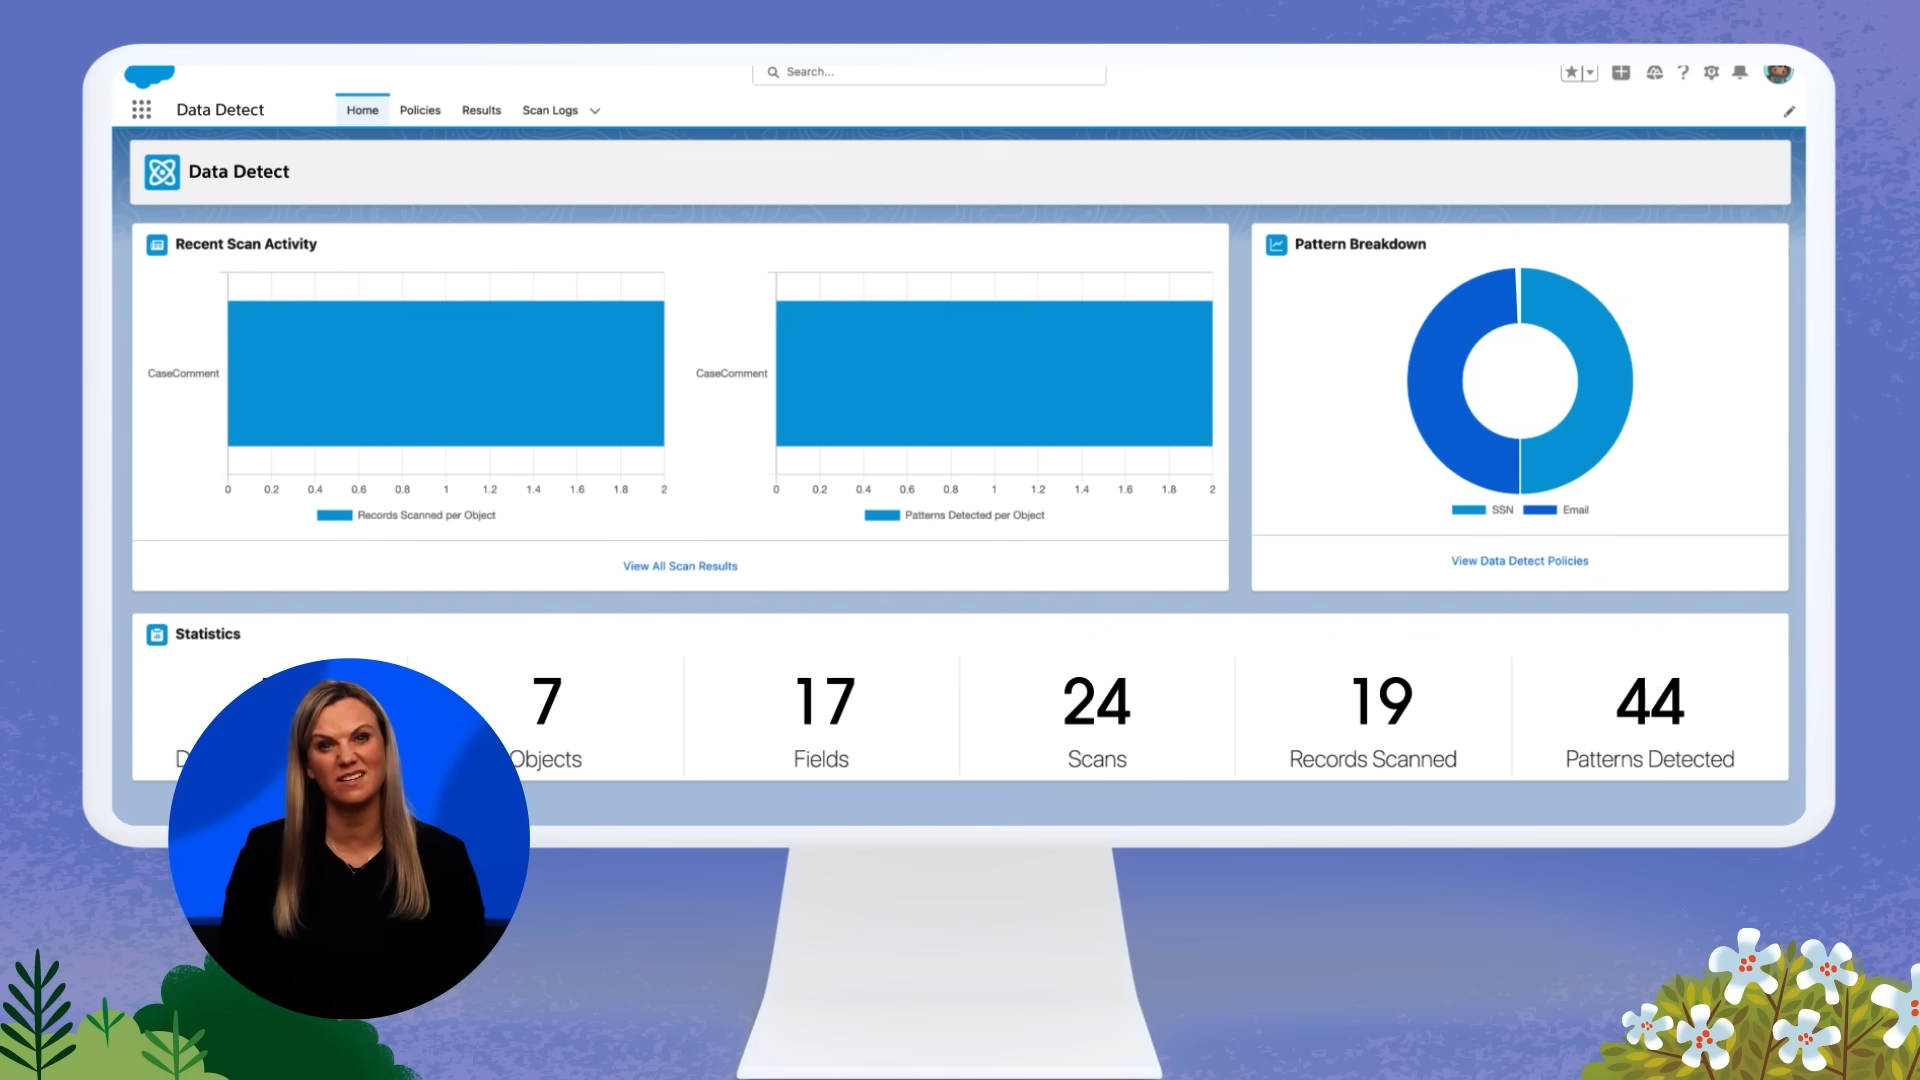 Search...
Data Detect
Home
Policies
Results
Scan Logs
Data Detect
Recent Scan Activity
CaseComment
0 0.2 0.4 0.6 0.8 1 1.2 1.4 1.6 1.8 2
Records Scanned per Object
CaseComment
0 0.2 0.4 0.6 0.8 1 1.2 1.4 1.6 1.8 2
Patterns Detected per Object
View All Scan Results
Pattern Breakdown
SSN Email
View Data Detect Policies
Statistics
7
Objects
17
Fields
24
Scans
19
Records Scanned
44
Patterns Detected